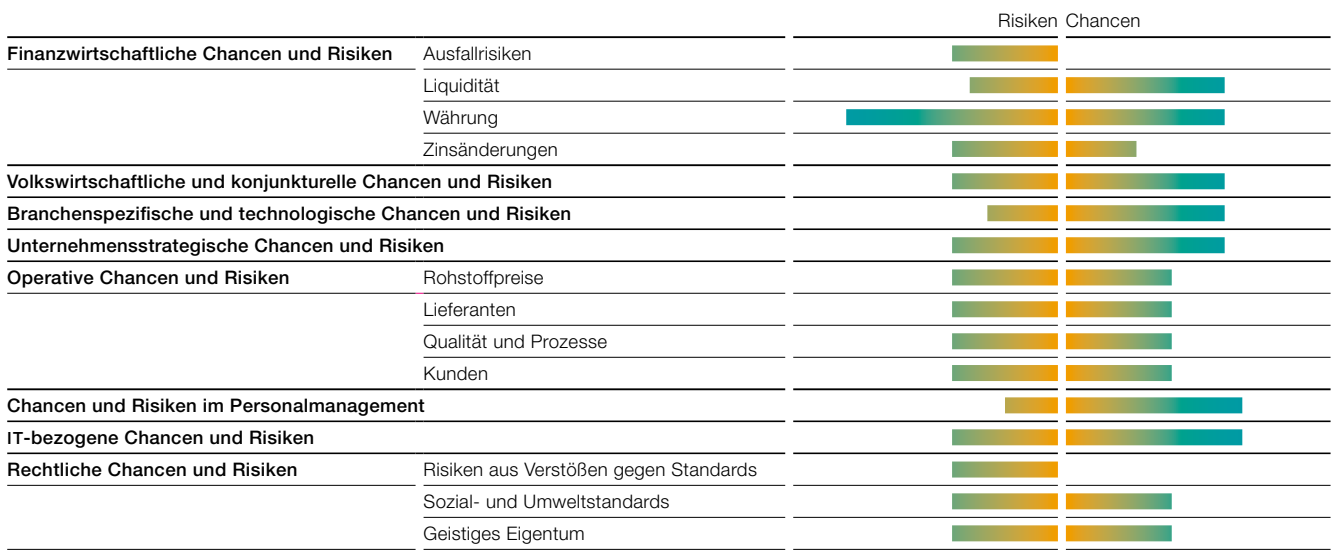 Risiken Chancen
Finanzwirtschaftliche Chancen und Risiken Ausfallrisiken
Liquidität
Währung
Zinsänderungen
Volkswirtschaftliche und konjunkturelle Chancen und Risiken
Branchenspezifische und technologische Chancen und Risiken
Unternehmensstrategische Chancen und Risiken
Operative Chancen und Risiken Rohstoffpreise
Lieferanten
Qualität und Prozesse
Kunden
Chancen und Risiken im Personalmanagement
IT-bezogene Chancen und Risiken
Rechtliche Chancen und Risiken Risiken aus Verstößen gegen Standards
Sozial- und Umweltstandards
Geistiges Eigentum